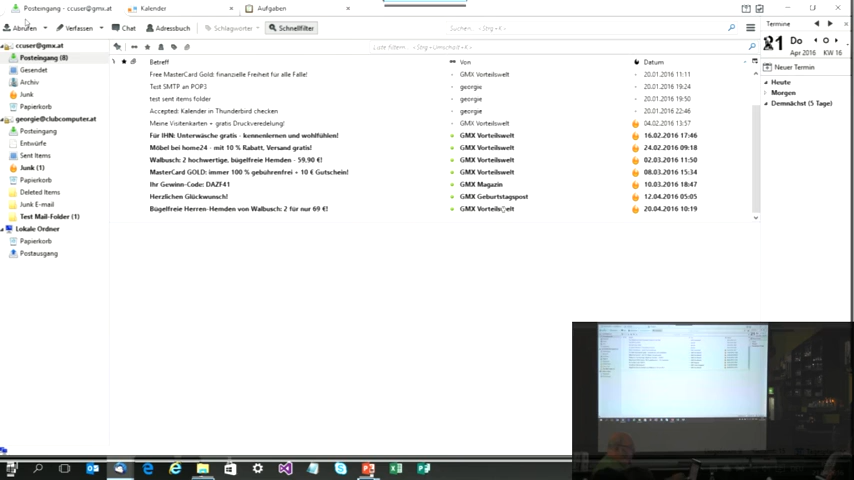 Posteingang - ccuser@gmx.at
Kalender
Aufgaben
Abrufen
Verfassen
Chat
Adressbuch
Schlagwörter
Schnellfilter
Suchen... <Strg+K>
Termine
ccuser@gmx.at
Posteingang (8)
Gesendet
Archiv
Junk
Papierkorb
georgie@clubcomputer.at
Posteingang
Entwürfe
Sent Items
Junk (1)
Papierkorb
Deleted Items
Junk E-mail
Test Mail-Folder (1)
Lokale Ordner
Papierkorb
Postausgang
Liste filtern... <Strg+Umschalt+K>
Betreff Von Datum
Free MasterCard Gold: finanzielle Freiheit für alle Fälle! GMX Vorteilswelt 20.01.2016 11:11
Test SMTP an POP3 georgie 20.01.2016 19:24
test sent items folder georgie 20.01.2016 19:50
Accepted: Kalender in Thunderbird checken georgie 20.01.2016 22:46
Meine Visitenkarten + gratis Druckveredelung! GMX Vorteilswelt 04.02.2016 13:57
Für IHN: Unterwäsche gratis - kennenlernen und wohlfühlen! GMX Vorteilswelt 16.02.2016 17:46
Möbel bei home24 - mit 10 % Rabatt, Versand gratis! GMX Vorteilswelt 24.02.2016 09:18
Walbusch: 2 hochwertige, bügelfreie Hemden - 59,90 €! GMX Vorteilswelt 02.03.2016 11:50
MasterCard GOLD: immer 100 % gebührenfrei + 10 € Gutschein! GMX Vorteilswelt 08.03.2016 15:34
Ihr Gewinn-Code: DAZF41 GMX Magazin 10.03.2016 18:47
Herzlichen Glückwunsch! GMX Geburtstagspost 12.04.2016 05:05
Bügelfreie Herren-Hemden von Walbusch: 2 für nur 69 €! GMX Vorteilswelt 20.04.2016 10:19
21 Do
Apr 2016 KW 16
Neuer Termin
Heute
Morgen
Demnächst (5 Tage)